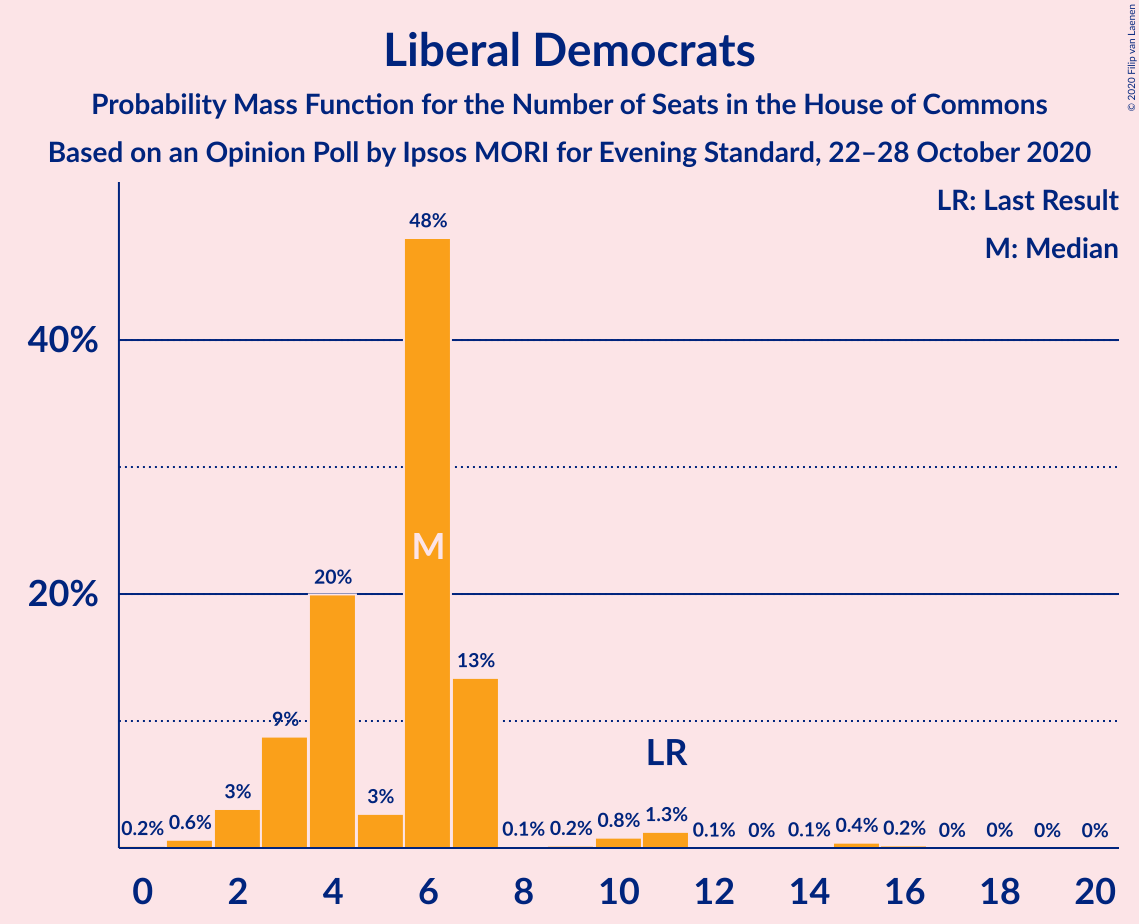 Liberal Democrats
Probability Mass Function for the Number of Seats in the House of Commons
Based on an Opinion Poll by Ipsos MORI for Evening Standard, 22–28 October 2020
© 2020 Filip van Laenen
LR: Last Result
M: Median
48%
40%
M
20%
20%
13%
9%
LR
3%
3%
0.2% 0.6% 0.1% 0.2% 0.8% 1.3% 0.1% 0% 0.1% 0.4% 0.2% 0% 0% 0% 0%
0 2 4 6 8 10 12 14 16 18 20